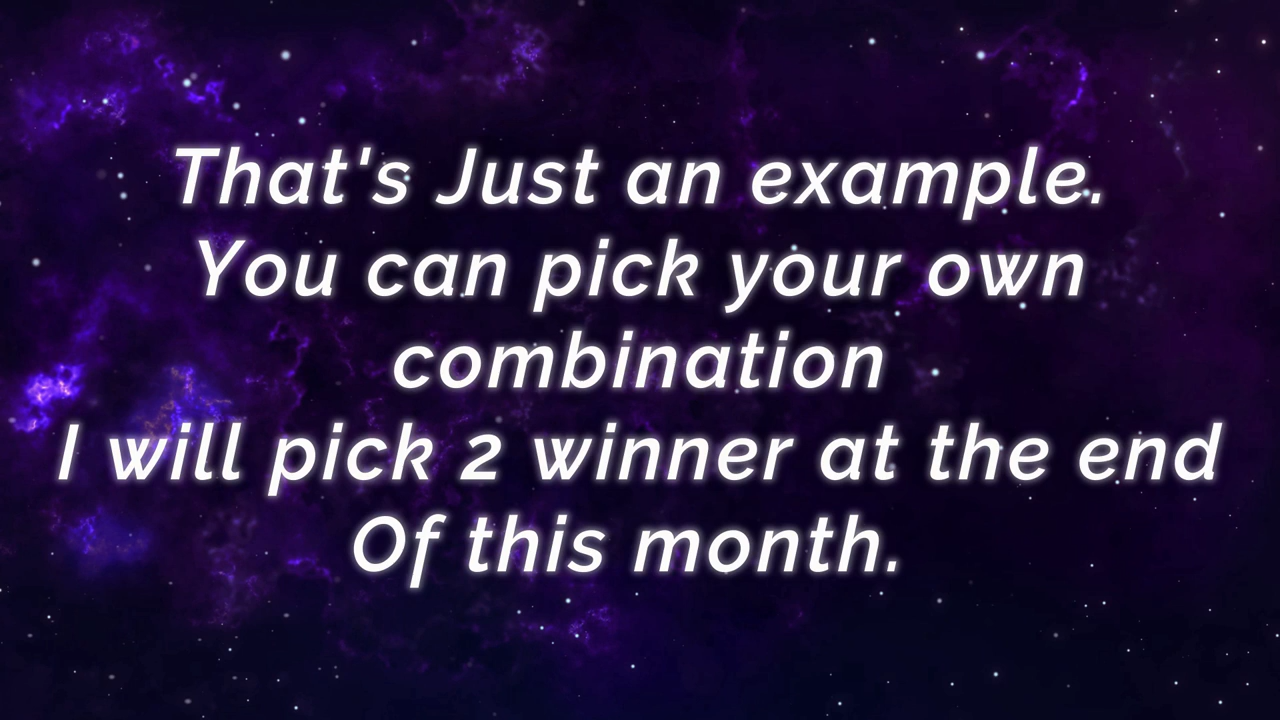 That's Just an example.
You can pick your own
combination
I will pick 2 winner at the end
Of this month.